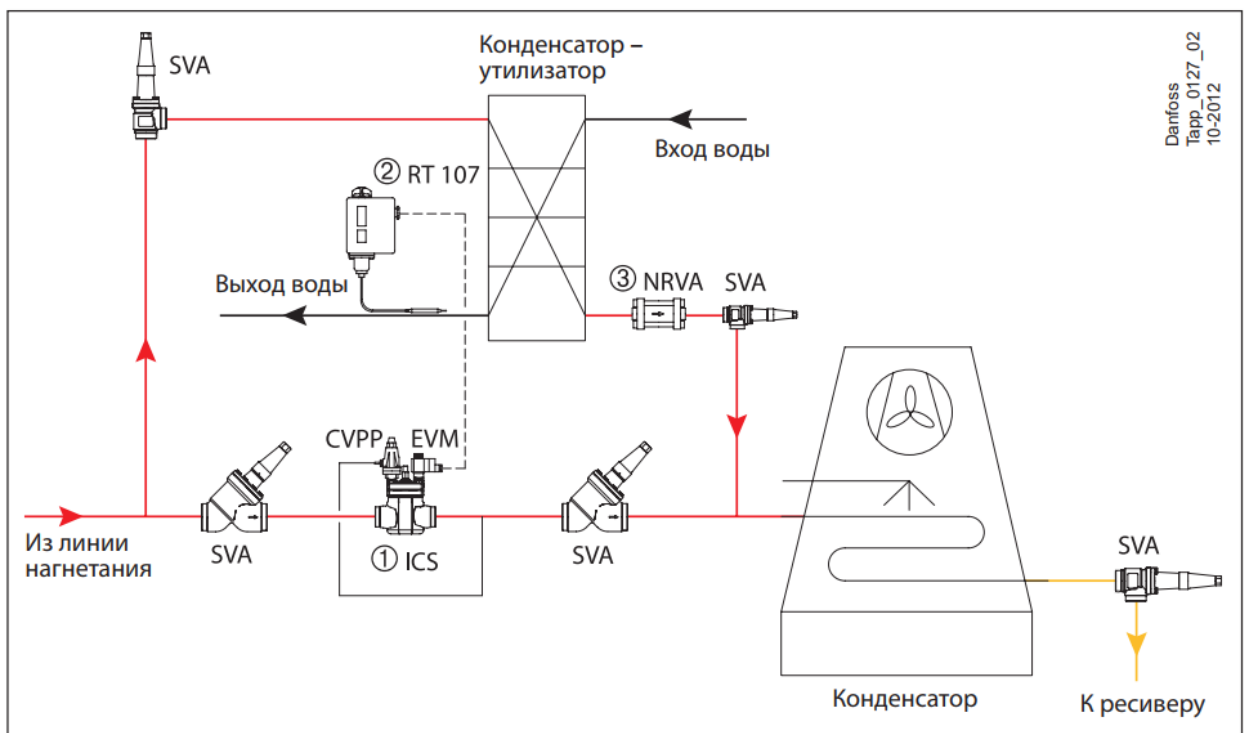 SVA
Конденсатор –
утилизатор
Danfoss
Tapp_0127_02
10-2012
Вход воды
② RT 107
Выход воды
③ NRVA
SVA
CVPP
EVM
Из линии
нагнетания
SVA
① ICS
SVA
SVA
Конденсатор
К ресиверу